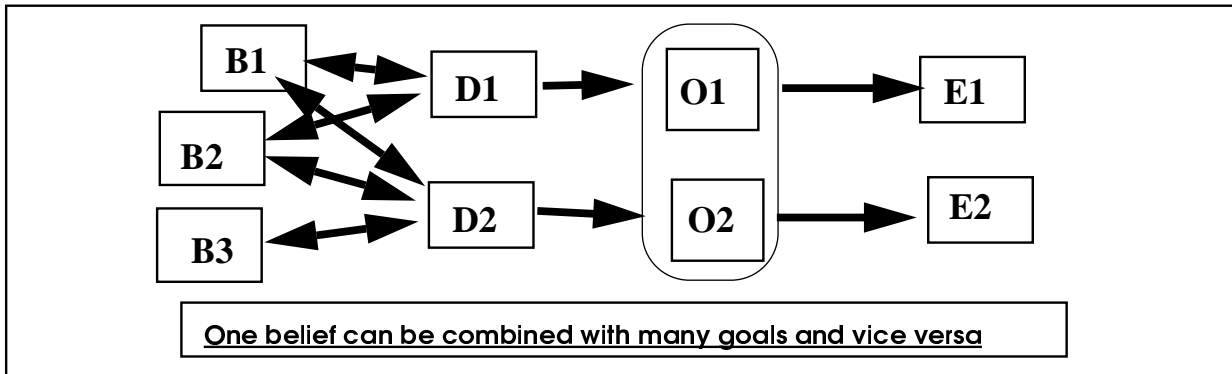 B1
D1
O1
E1
B2
D2
O2
E2
B3
One belief can be combined with many goals and vice versa